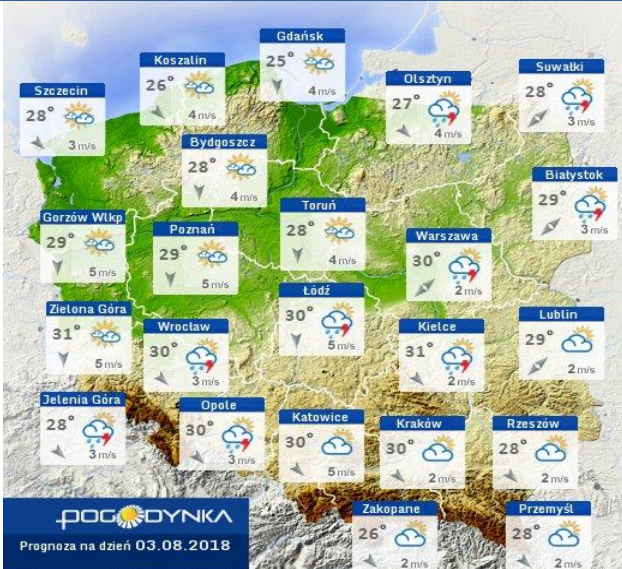 Gdańsk
25°
4 m/s
Koszalin
26°
4 m/s
Szczecin
28°
3 m/s
Olsztyn
27°
4 m/s
Suwałki
28°
3 m/s
Bydgoszcz
28°
4 m/s
Białystok
29°
3 m/s
Gorzów Wlkp
29°
5 m/s
Poznań
29°
5 m/s
Toruń
28°
4 m/s
Warszawa
30°
2 m/s
Zielona Góra
31°
5 m/s
Wrocław
30°
3 m/s
Łódź
30°
5 m/s
Kielce
31°
2 m/s
Lublin
29°
2 m/s
Jelenia Góra
28°
3 m/s
Opole
30°
3 m/s
Katowice
30°
5 m/s
Kraków
30°
2 m/s
Rzeszów
28°
2 m/s
Zakopane
26°
2 m/s
Przemyśl
28°
2 m/s
POGODYNKA
Prognoza na dzień 03.08.2018